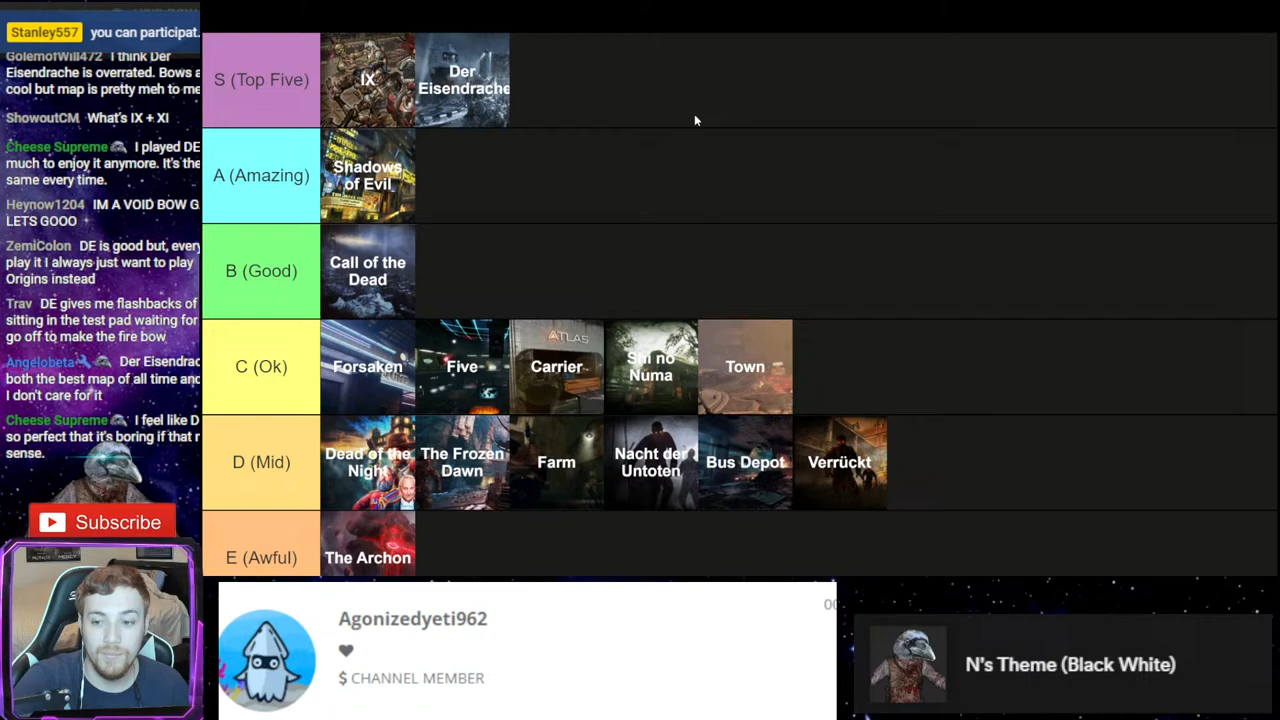 Stanley557 you can participat.
GolemofWill472 I think Der
Eisendrache is overrated. Bows a
cool but map is pretty meh to me
ShowoutCM What's IX + XI
Cheese Supreme I played DE
much to enjoy it anymore. It's the
same every time.
Heynow1204 IM A VOID BOW G
LETS GOOO
ZemiColon DE is good but, every
play it I always just want to play
Origins instead
Trav DE gives me flashbacks of
sitting in the test pad waiting for
go off to make the fire bow
Angelobeta Der Eisendrac
both the best map of all time and
I don't care for it
Cheese Supreme I feel like D
so perfect that it's boring if that r
sense.
Subscribe
S (Top Five)
IX
Der
Eisendrache
A (Amazing)
Shadows
of Evil
B (Good)
Call of the
Dead
C (Ok)
Forsaken
Five
ATLAS
Carrier
Shi no
Numa
Town
D (Mid)
Dead of the
Night
The Frozen
Dawn
Farm
Nacht der
Untoten
Bus Depot
Verrückt
E (Awful)
The Archon
Agonizedyeti962
$ CHANNEL MEMBER
00
N's Theme (Black White)